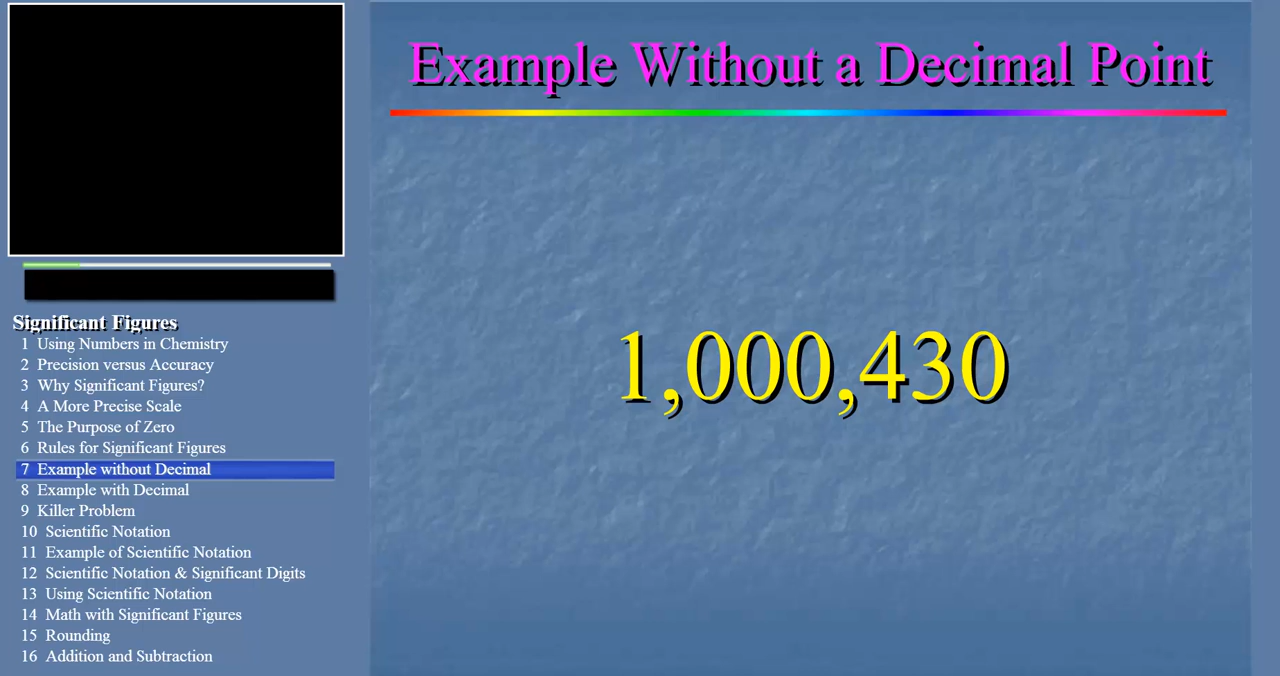 Example Without a Decimal Point
1,000,430
Significant Figures
1 Using Numbers in Chemistry
2 Precision versus Accuracy
3 Why Significant Figures?
4 A More Precise Scale
5 The Purpose of Zero
6 Rules for Significant Figures
7 Example without Decimal
8 Example with Decimal
9 Killer Problem
10 Scientific Notation
11 Example of Scientific Notation
12 Scientific Notation & Significant Digits
13 Using Scientific Notation
14 Math with Significant Figures
15 Rounding
16 Addition and Subtraction